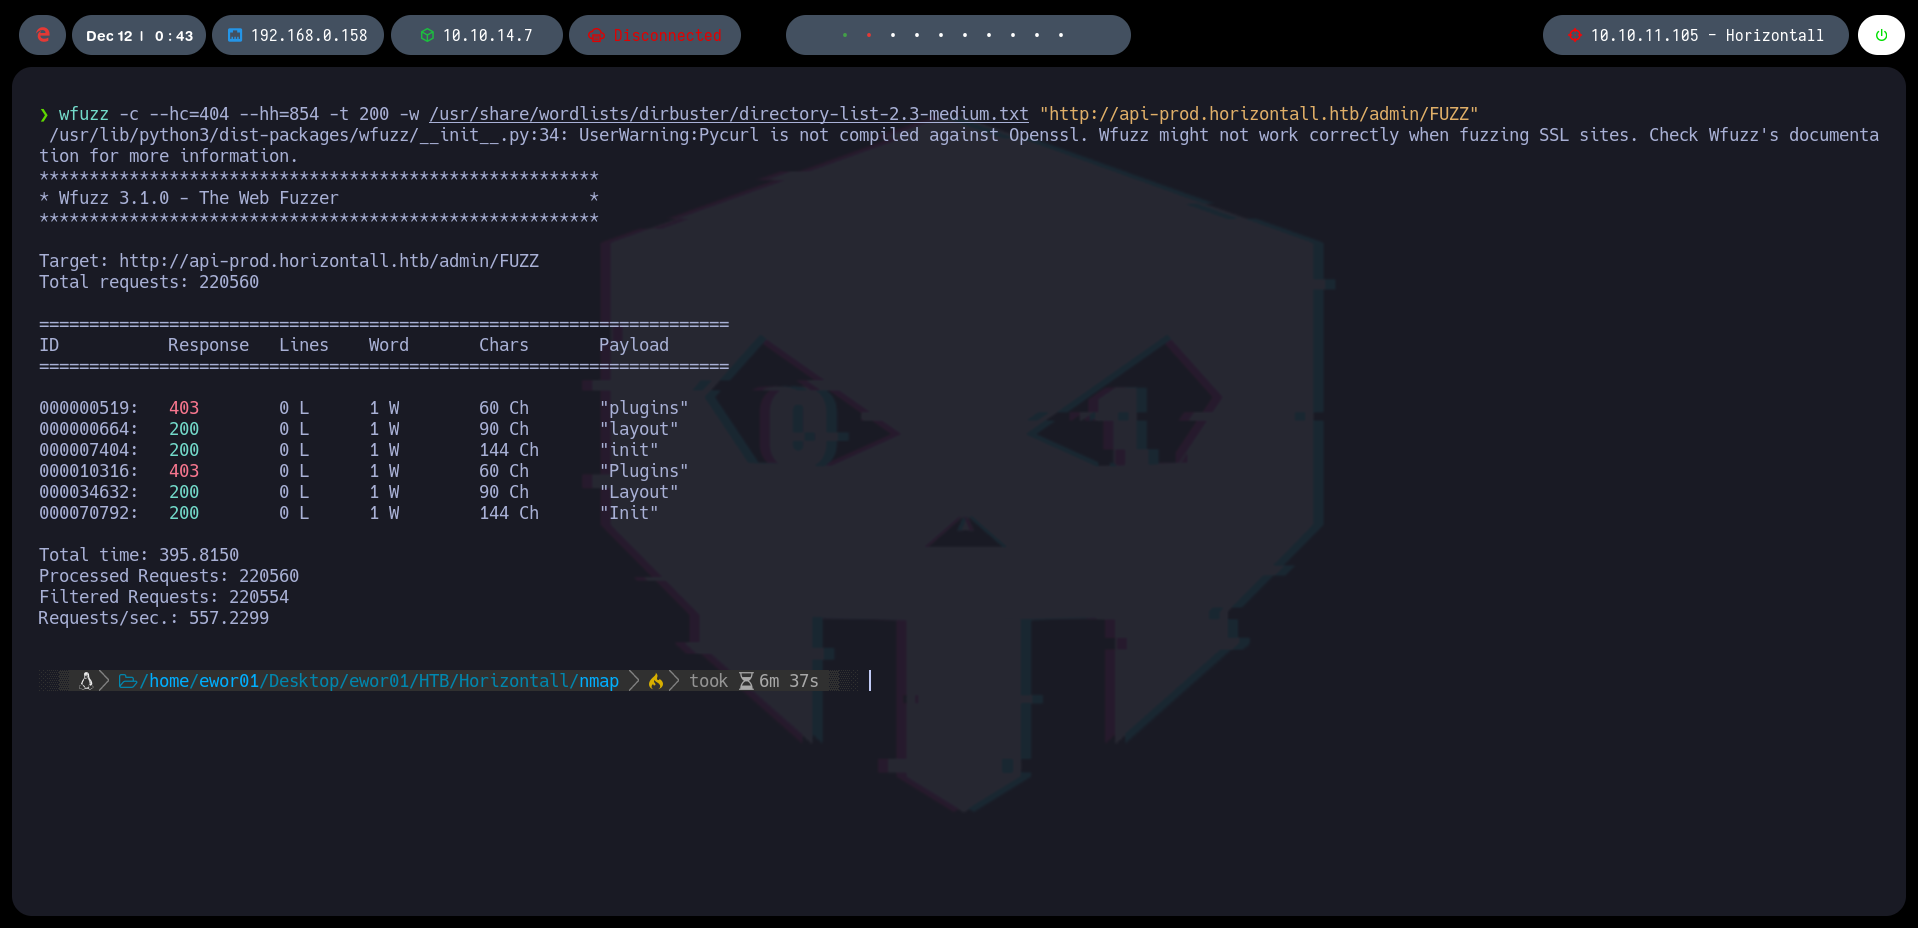 Dec 12 | 0:43 192.168.0.158 10.10.14.7 Disconnected 10.10.11.105 - Horizontall
❯ wfuzz -c --hc=404 --hh=854 -t 200 -w /usr/share/wordlists/dirbuster/directory-list-2.3-medium.txt "http://api-prod.horizontall.htb/admin/FUZZ"
/usr/lib/python3/dist-packages/wfuzz/__init__.py:34: UserWarning:Pycurl is not compiled against Openssl. Wfuzz might not work correctly when fuzzing SSL sites. Check Wfuzz's documenta
tion for more information.
********************************************************
* Wfuzz 3.1.0 - The Web Fuzzer                         *
********************************************************
Target: http://api-prod.horizontall.htb/admin/FUZZ
Total requests: 220560
=====================================================================
ID           Response   Lines    Word       Chars       Payload
=====================================================================
000000519:   403        0 L      1 W        60 Ch       "plugins"
000000664:   200        0 L      1 W        90 Ch       "layout"
000007404:   200        0 L      1 W        144 Ch      "init"
000010316:   403        0 L      1 W        60 Ch       "Plugins"
000034632:   200        0 L      1 W        90 Ch       "Layout"
000070792:   200        0 L      1 W        144 Ch      "Init"
Total time: 395.8150
Processed Requests: 220560
Filtered Requests: 220554
Requests/sec.: 557.2299
/home/ewor01/Desktop/ewor01/HTB/Horizontall/nmap took 6m 37s